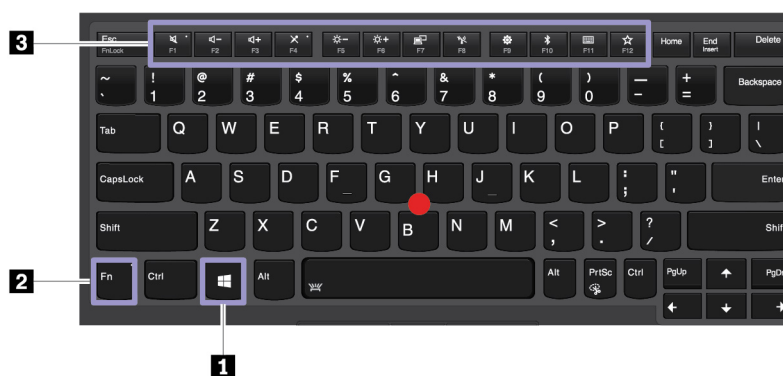 3
Esc F1 F2 F3 F4 F5 F6 F7 F8 F9 F10 F11 F12 Home End Delete
FnLock Insert
~ ! @ # $ % ^ & * ( ) — +
` 1 2 3 4 5 6 7 8 9 0 - = Backspace
Tab Q W E R T Y U I O P { } |
[ ] \
CapsLock A S D F G H J K L : " Enter
; '
Shift Z X C V B N M < > ? Shif
, . /
2
Fn Ctrl Alt Alt PrtSc Ctrl PgUp PgDn
1